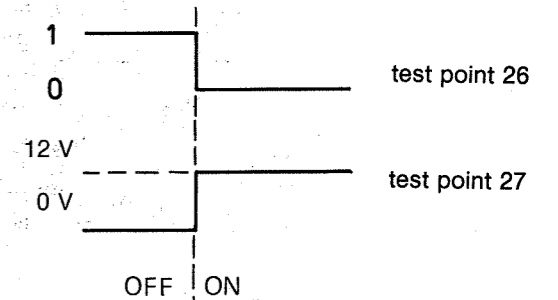 1
0
test point 26
12 V
0 V
test point 27
OFF ON